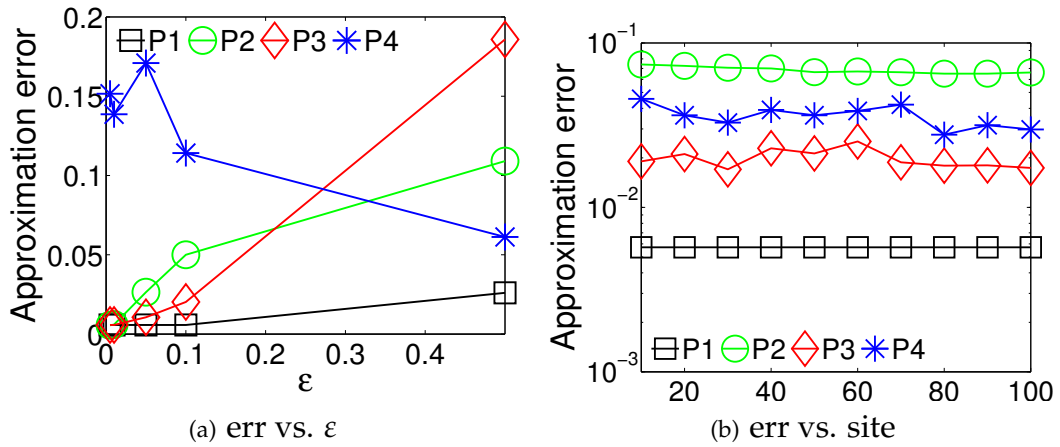 0.2
P1 P2 P3 P4
0.15
0.1
0.05
0
0 0.1 0.2 0.3 0.4
Approximation error
ε
(a) err vs. ε
10⁻¹
10⁻²
10⁻³
P1 P2 P3 P4
20 40 60 80 100
Approximation error
(b) err vs. site